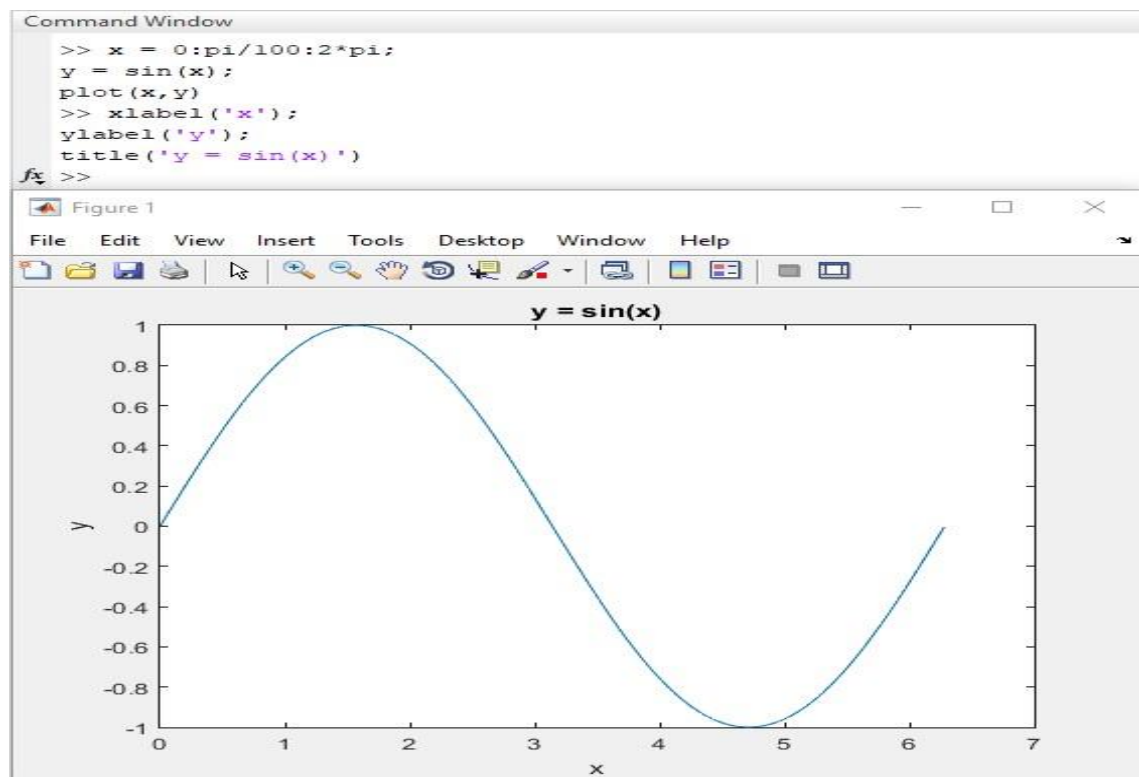 Command Window
>> x = 0:pi/100:2*pi;
y = sin(x);
plot(x,y)
>> xlabel('x');
ylabel('y');
title('y = sin(x)')
fx >>
Figure 1
File Edit View Insert Tools Desktop Window Help
y = sin(x)
1
0.8
0.6
0.4
0.2
y
0
-0.2
-0.4
-0.6
-0.8
-1
0 1 2 3 4 5 6 7
x